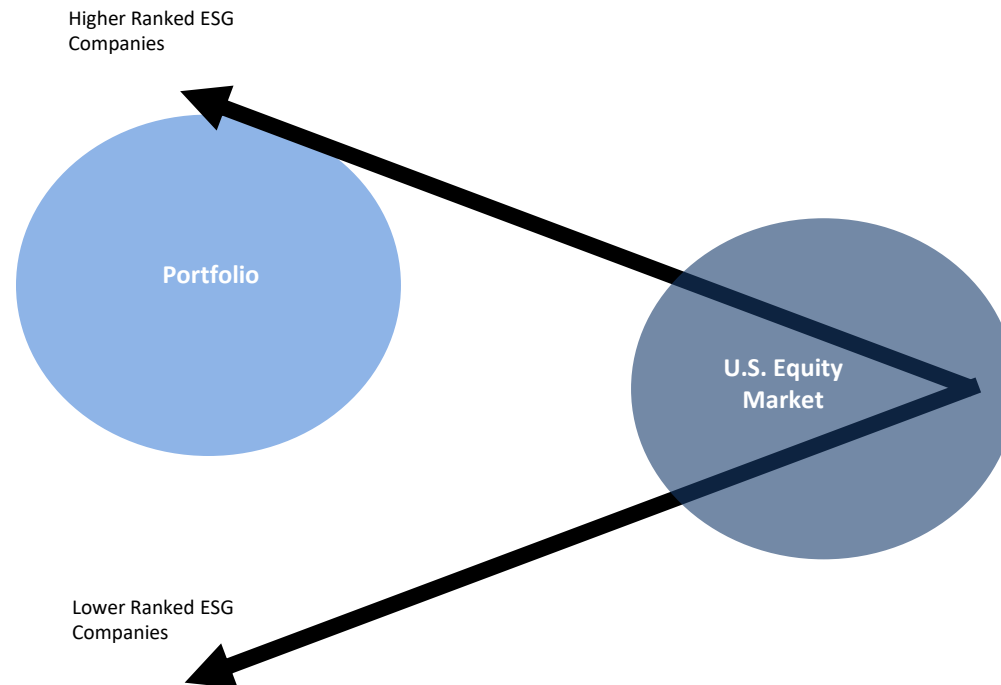 Higher Ranked ESG
Companies
Portfolio
U.S. Equity
Market
Lower Ranked ESG
Companies